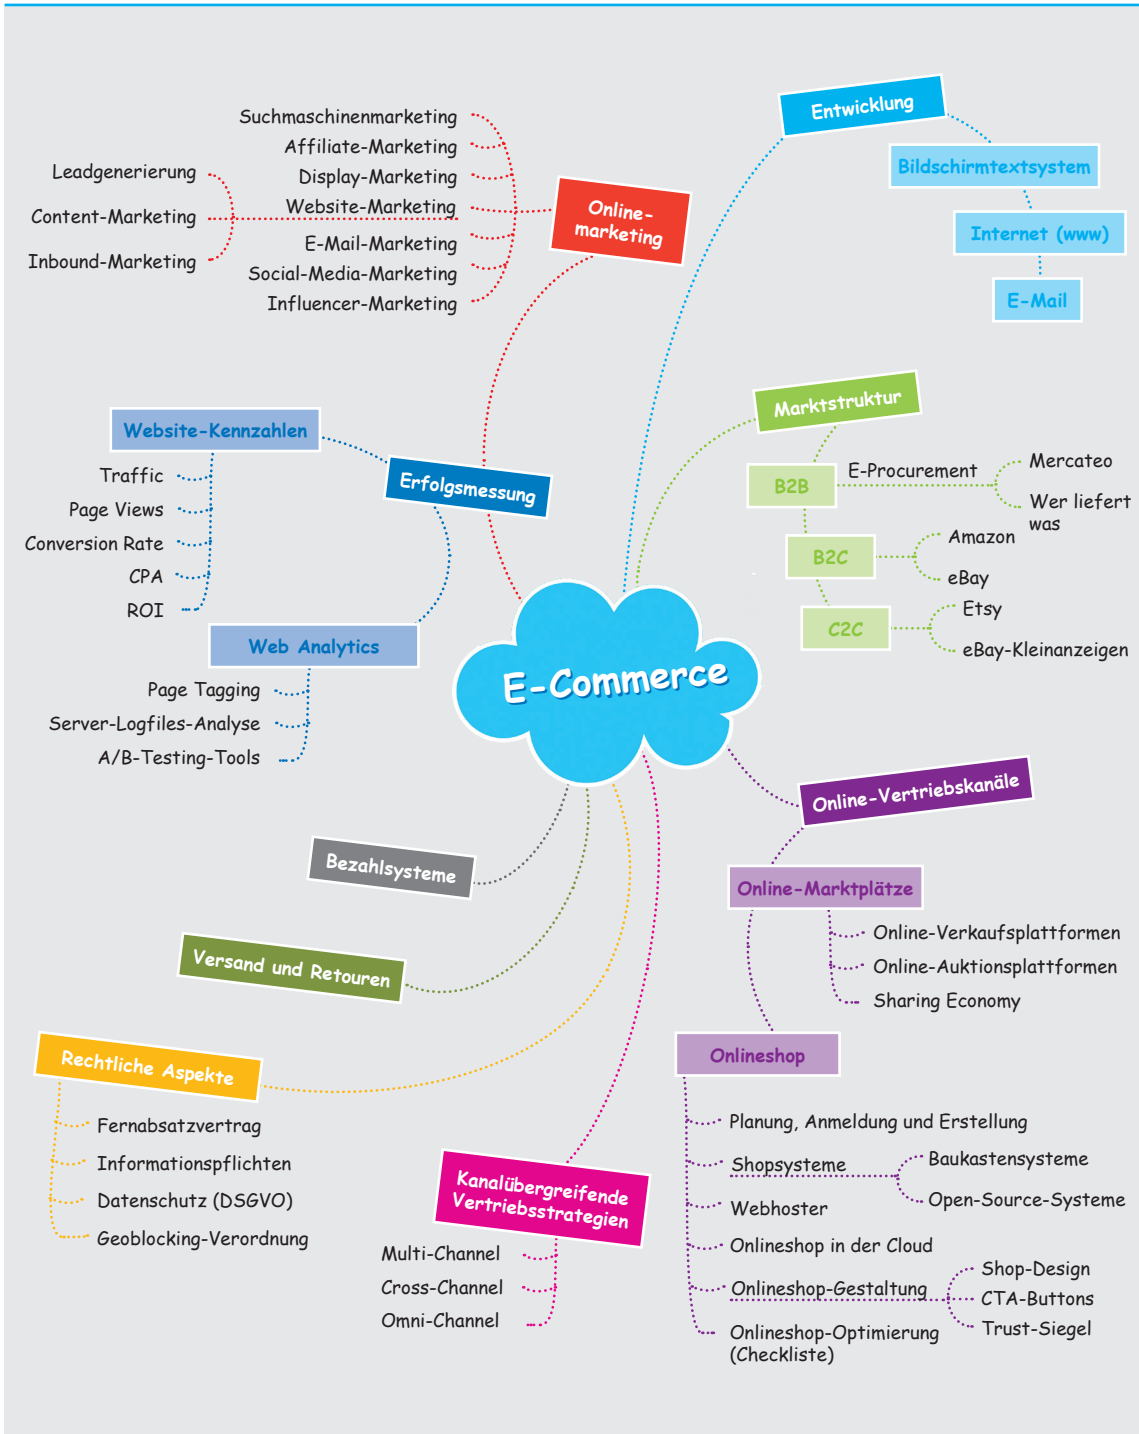 Entwicklung
Bildschirmtextsystem
Internet (www)
E-Mail
Online-
marketing
Suchmaschinenmarketing
Affiliate-Marketing
Display-Marketing
Website-Marketing
E-Mail-Marketing
Social-Media-Marketing
Influencer-Marketing
Leadgenerierung
Content-Marketing
Inbound-Marketing
Marktstruktur
B2B
E-Procurement
Mercateo
Wer liefert
was
B2C
Amazon
eBay
C2C
Etsy
eBay-Kleinanzeigen
Erfolgsmessung
Website-Kennzahlen
Traffic
Page Views
Conversion Rate
CPA
ROI
Web Analytics
Page Tagging
Server-Logfiles-Analyse
A/B-Testing-Tools
E-Commerce
Online-Vertriebskanäle
Online-Marktplätze
Online-Verkaufsplattformen
Online-Auktionsplattformen
Sharing Economy
Onlineshop
Planung, Anmeldung und Erstellung
Shopsysteme
Baukastensysteme
Open-Source-Systeme
Webhoster
Onlineshop in der Cloud
Onlineshop-Gestaltung
Shop-Design
CTA-Buttons
Trust-Siegel
Onlineshop-Optimierung
(Checkliste)
Bezahlsysteme
Versand und Retouren
Rechtliche Aspekte
Fernabsatzvertrag
Informationspflichten
Datenschutz (DSGVO)
Geoblocking-Verordnung
Kanalübergreifende
Vertriebsstrategien
Multi-Channel
Cross-Channel
Omni-Channel